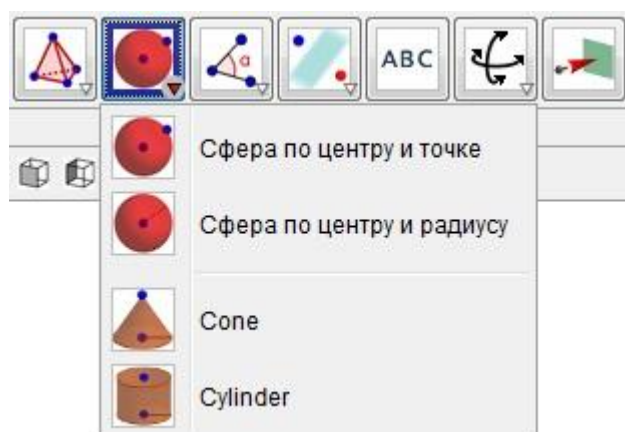 α
ABC
Сфера по центру и точке
Сфера по центру и радиусу
Cone
Cylinder